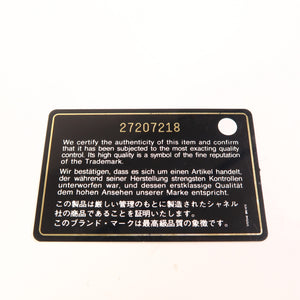 27207218
We certify the authenticity of this item and confirm
that it has been subjected to the most exacting quality
control. Its high quality is a symbol of the fine reputation
of the Trademark.
Wir bestätigen, dass es sich um einen Artikel handelt,
der während seiner Herstellung strengsten Kontrollen
unterworfen war, und dessen erstklassige Qualität
dem hohen Ansehen unserer Marke entspricht.
この製品は厳しい管理のもとに製造されたシャネル
社の商品であることを証明いたします。
このブランド・マークは最高級品質の象徴です。